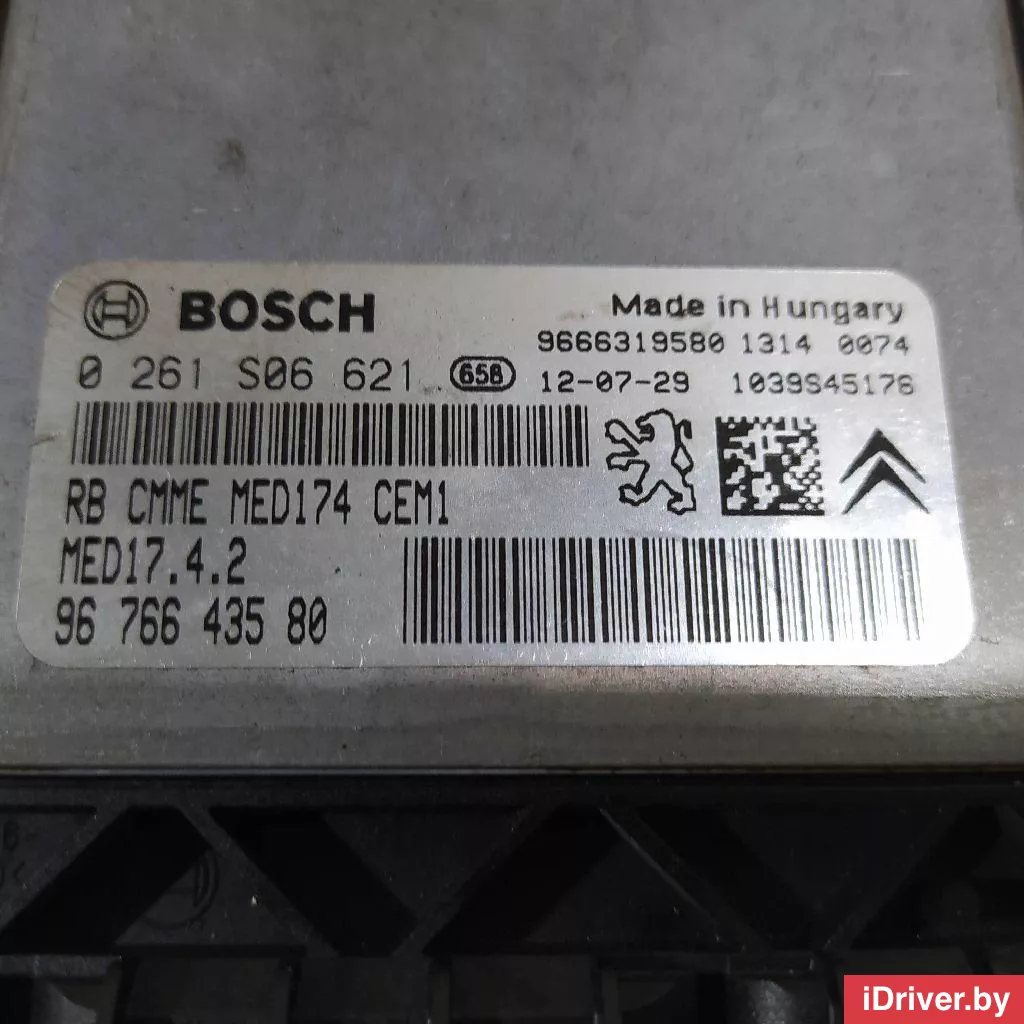 BOSCH
Made in Hungary
9666319580 1314 0074
0 261 S06 621 658 12-07-29 1039S45176
RB CMME MED174 CEM1
MED17.4.2
96 766 435 80
iDriver.by